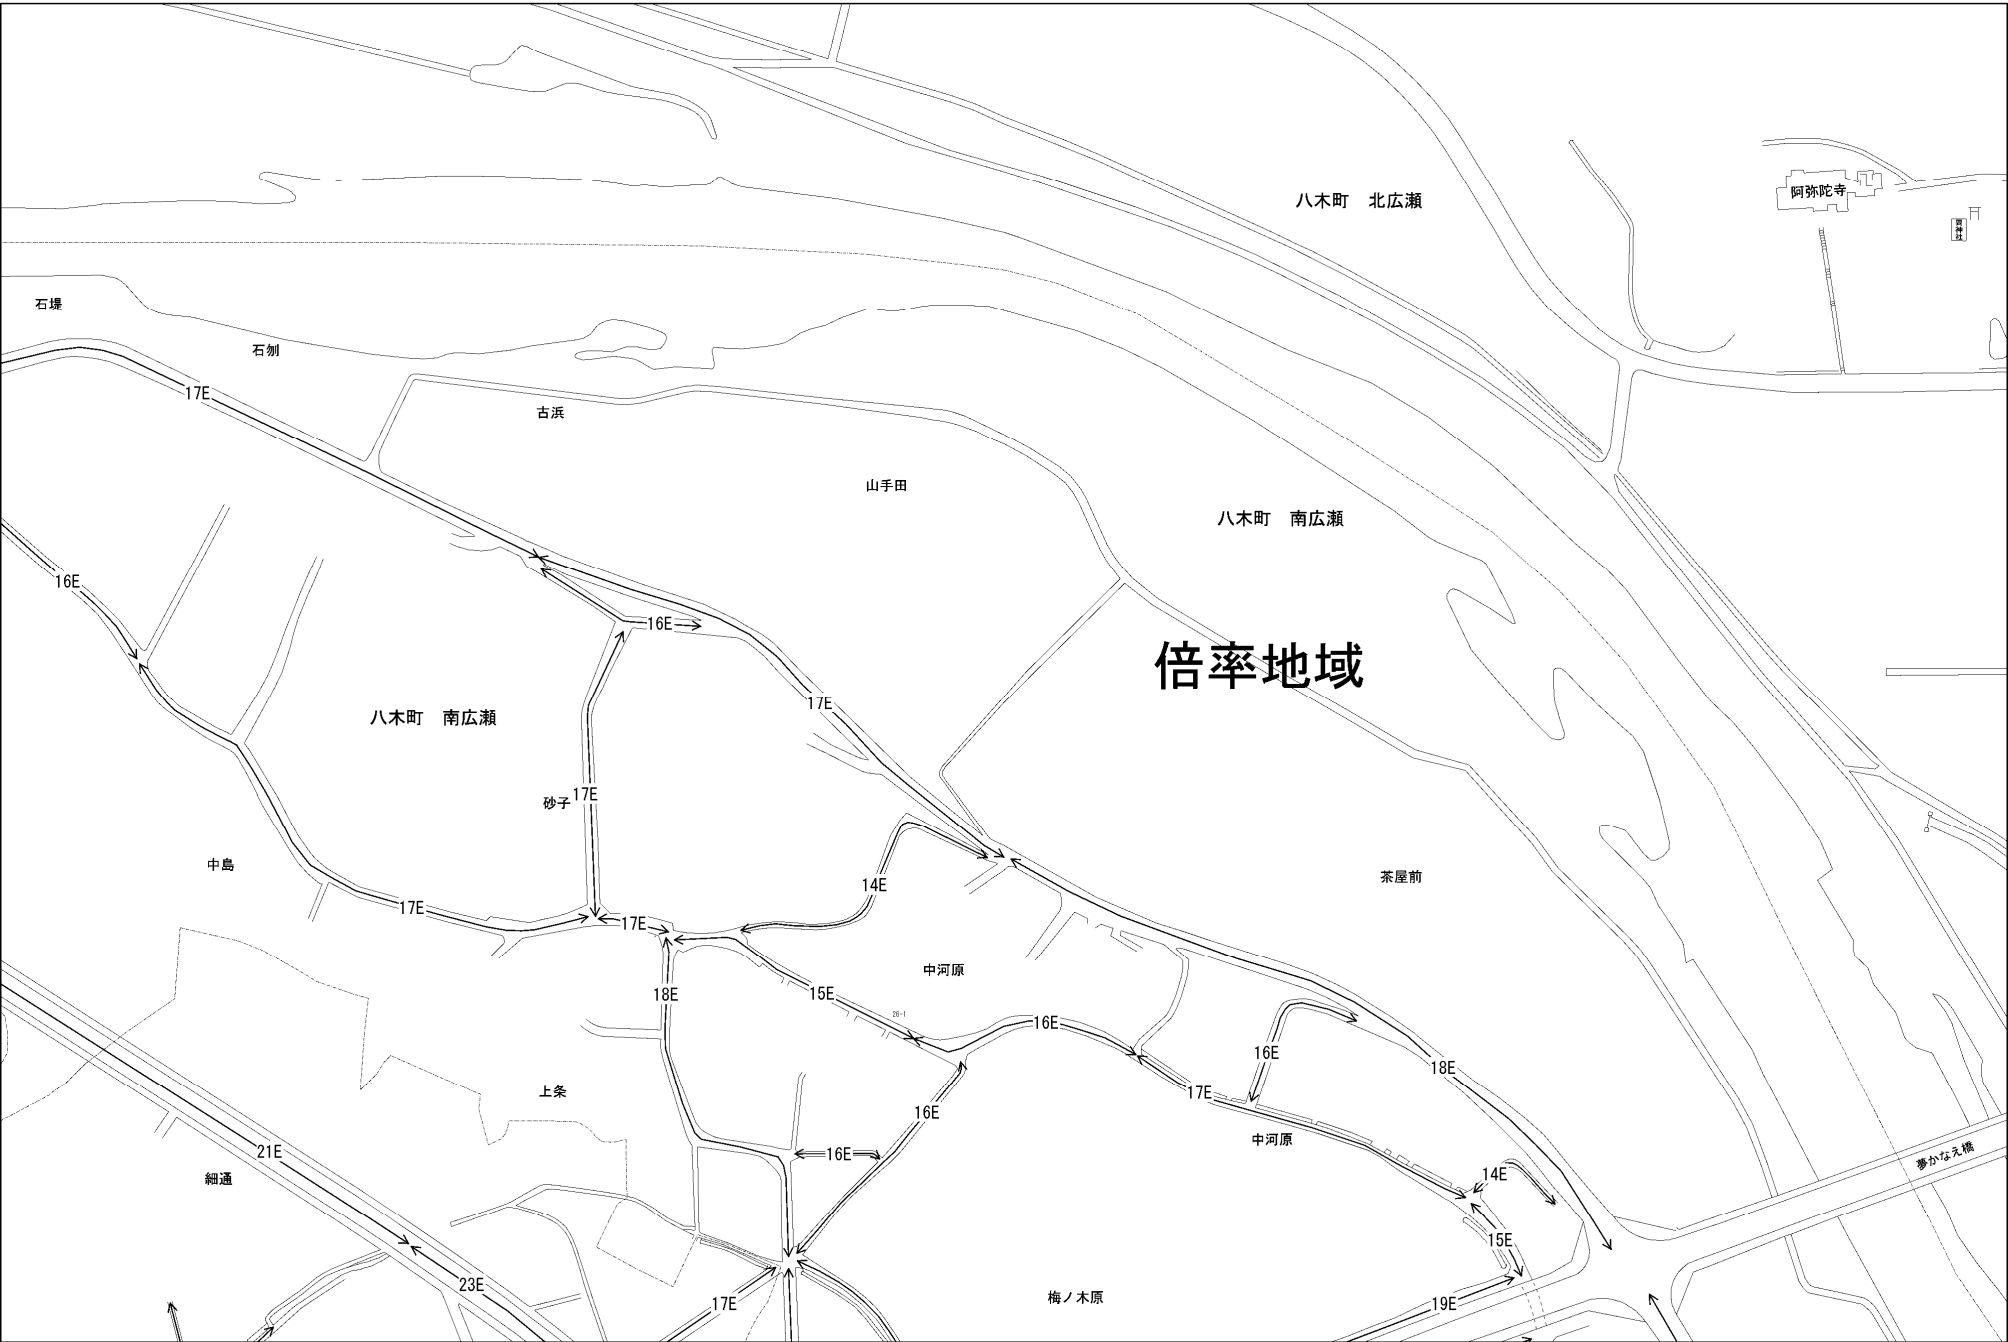 八木町　北広瀬
阿弥陀寺
石堤
石刎
17E
古浜
山手田
八木町　南広瀬
16E
16E
倍率地域
17E
八木町　南広瀬
砂子
17E
中島
14E
茶屋前
17E
17E
中河原
18E
15E
26-1
16E
16E
18E
上条
17E
16E
中河原
21E
16E
夢かなえ橋
細通
14E
15E
23E
17E
梅ノ木原
19E